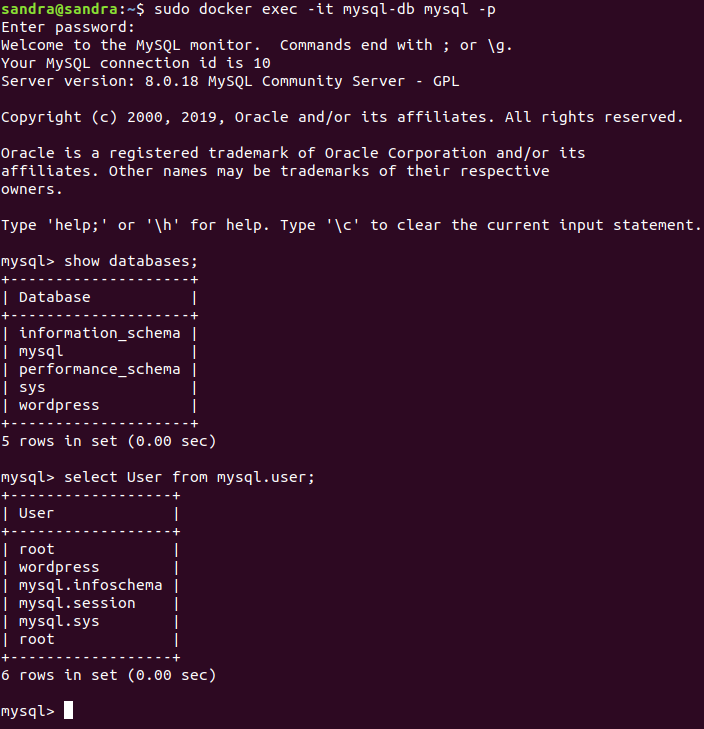 sandra@sandra:~$ sudo docker exec -it mysql-db mysql -p
Enter password:
Welcome to the MySQL monitor.  Commands end with ; or \g.
Your MySQL connection id is 10
Server version: 8.0.18 MySQL Community Server - GPL

Copyright (c) 2000, 2019, Oracle and/or its affiliates. All rights reserved.

Oracle is a registered trademark of Oracle Corporation and/or its
affiliates. Other names may be trademarks of their respective
owners.

Type 'help;' or '\h' for help. Type '\c' to clear the current input statement.

mysql> show databases;
+--------------------+
| Database           |
+--------------------+
| information_schema |
| mysql              |
| performance_schema |
| sys                |
| wordpress          |
+--------------------+
5 rows in set (0.00 sec)

mysql> select User from mysql.user;
+------------------+
| User             |
+------------------+
| root             |
| wordpress        |
| mysql.infoschema |
| mysql.session    |
| mysql.sys        |
| root             |
+------------------+
6 rows in set (0.00 sec)

mysql>